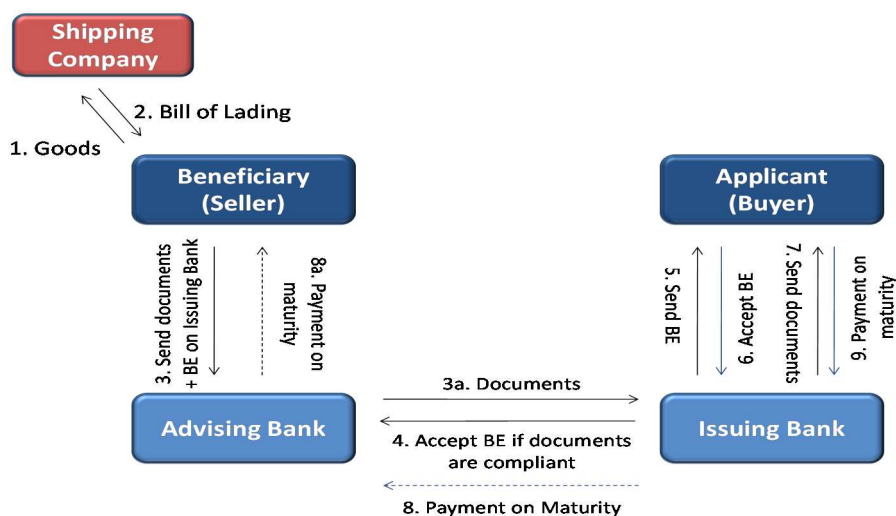 Shipping
Company
2. Bill of Lading
1. Goods
Beneficiary
(Seller)
Applicant
(Buyer)
3. Send documents
+ BE on Issuing Bank
8a. Payment on
maturity
5. Send BE
6. Accept BE
7. Send documents
9. Payment on
maturity
3a. Documents
Advising Bank
Issuing Bank
4. Accept BE if documents
are compliant
8. Payment on Maturity